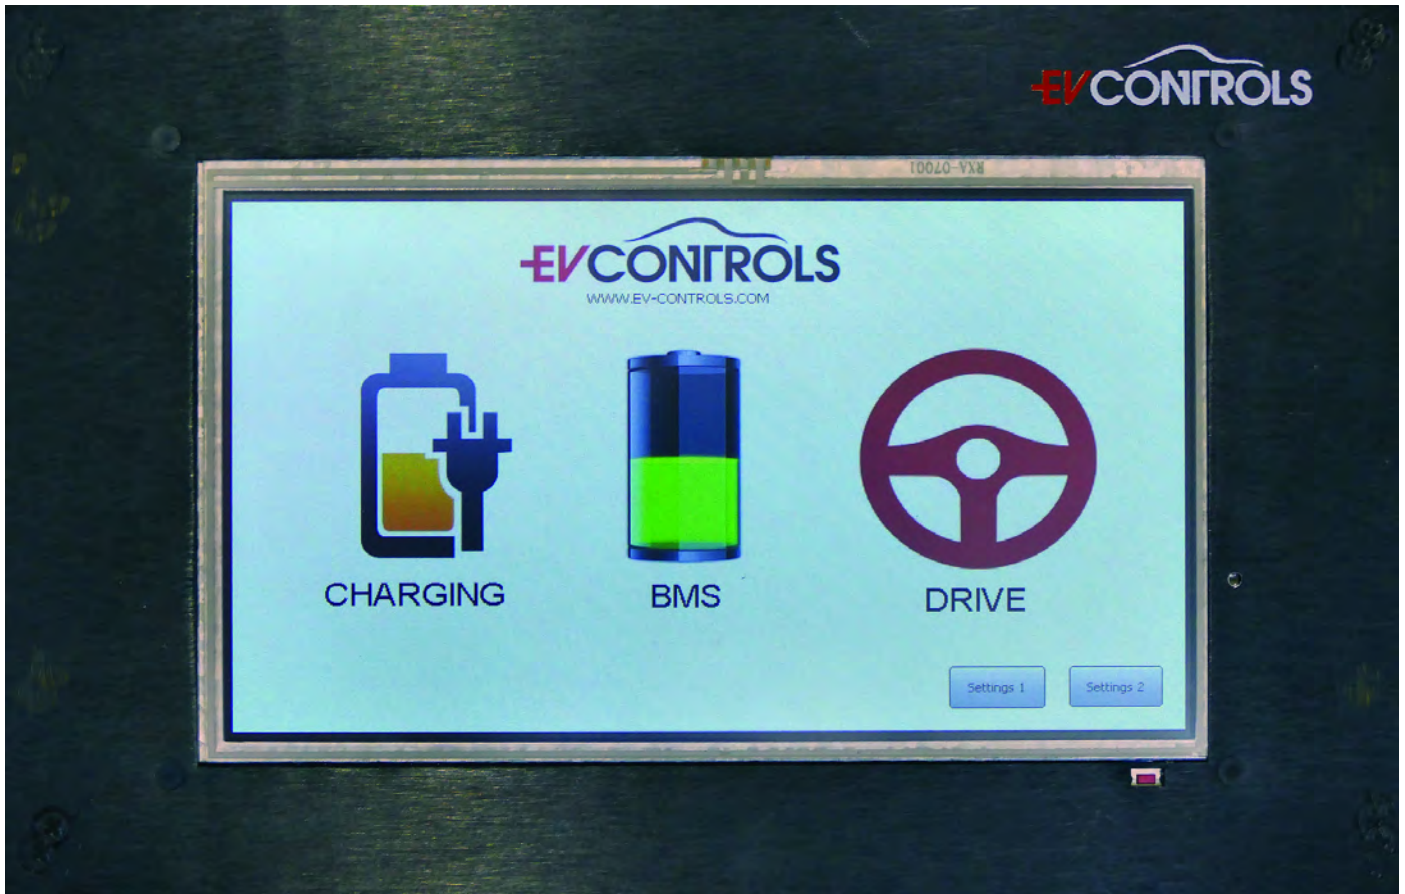 EVCONTROLS
RXA-07001
EVCONTROLS
WWW.EV-CONTROLS.COM
CHARGING
BMS
DRIVE
Settings 1
Settings 2